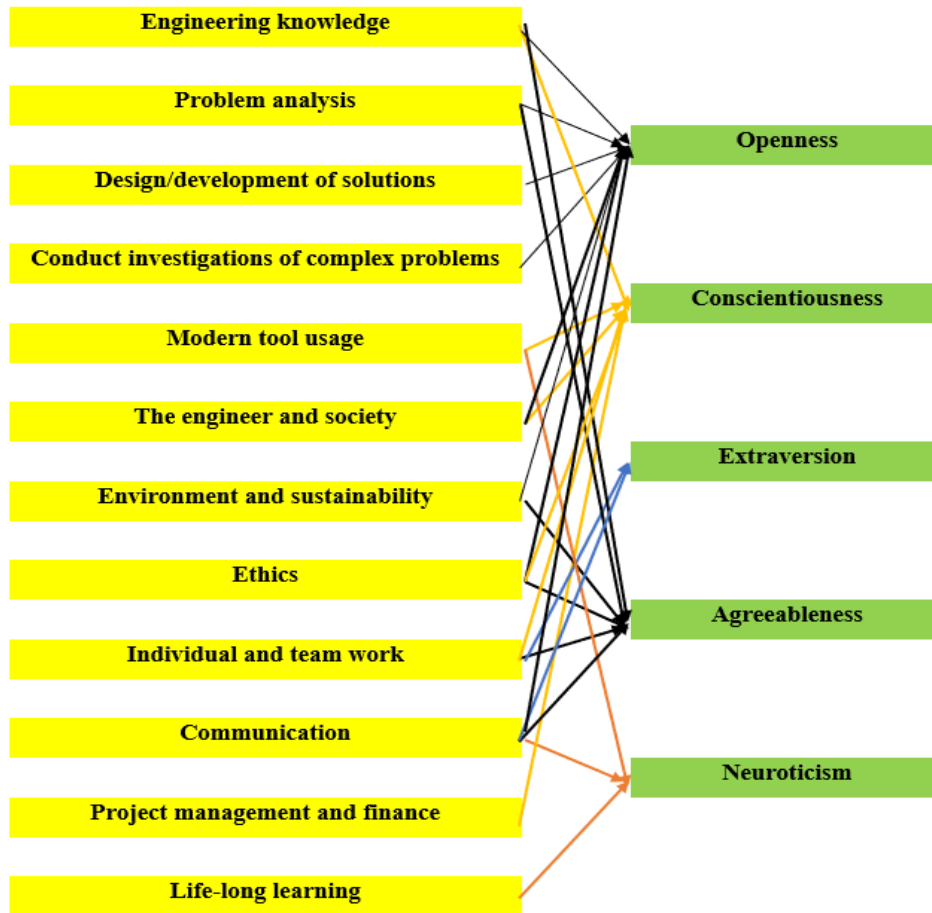 Engineering knowledge
Problem analysis
Design/development of solutions
Conduct investigations of complex problems
Modern tool usage
The engineer and society
Environment and sustainability
Ethics
Individual and team work
Communication
Project management and finance
Life-long learning
Openness
Conscientiousness
Extraversion
Agreeableness
Neuroticism